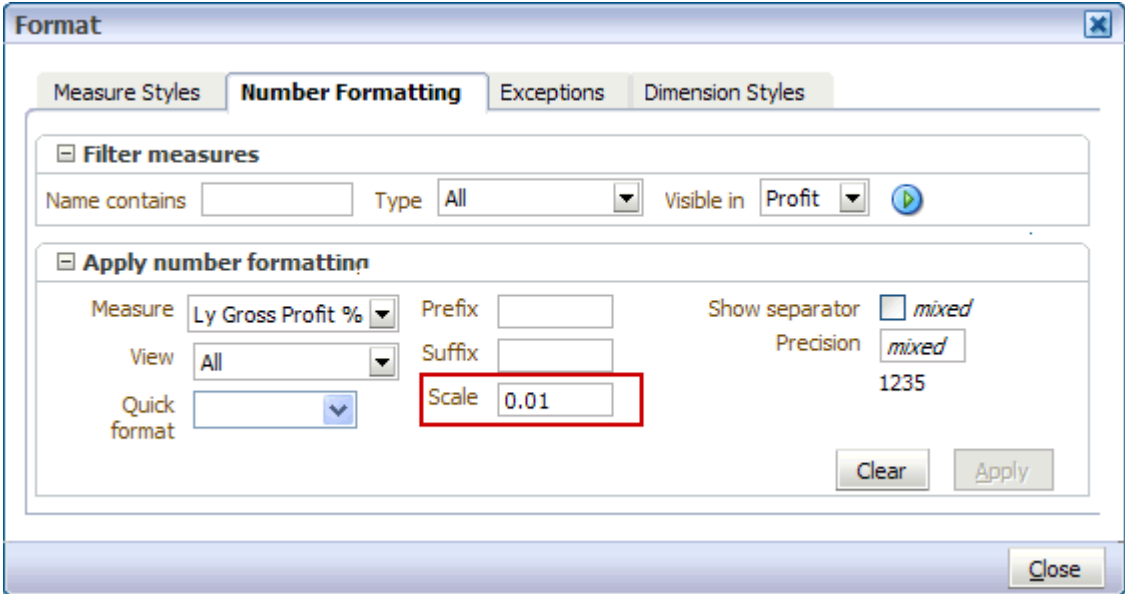 Format
Measure Styles Number Formatting Exceptions Dimension Styles
Filter measures
Name contains Type All Visible in Profit
Apply number formatting
Measure Ly Gross Profit % Prefix Show separator mixed
View All Suffix Precision mixed
Quick format Scale 0.01 1235
Clear Apply
Close